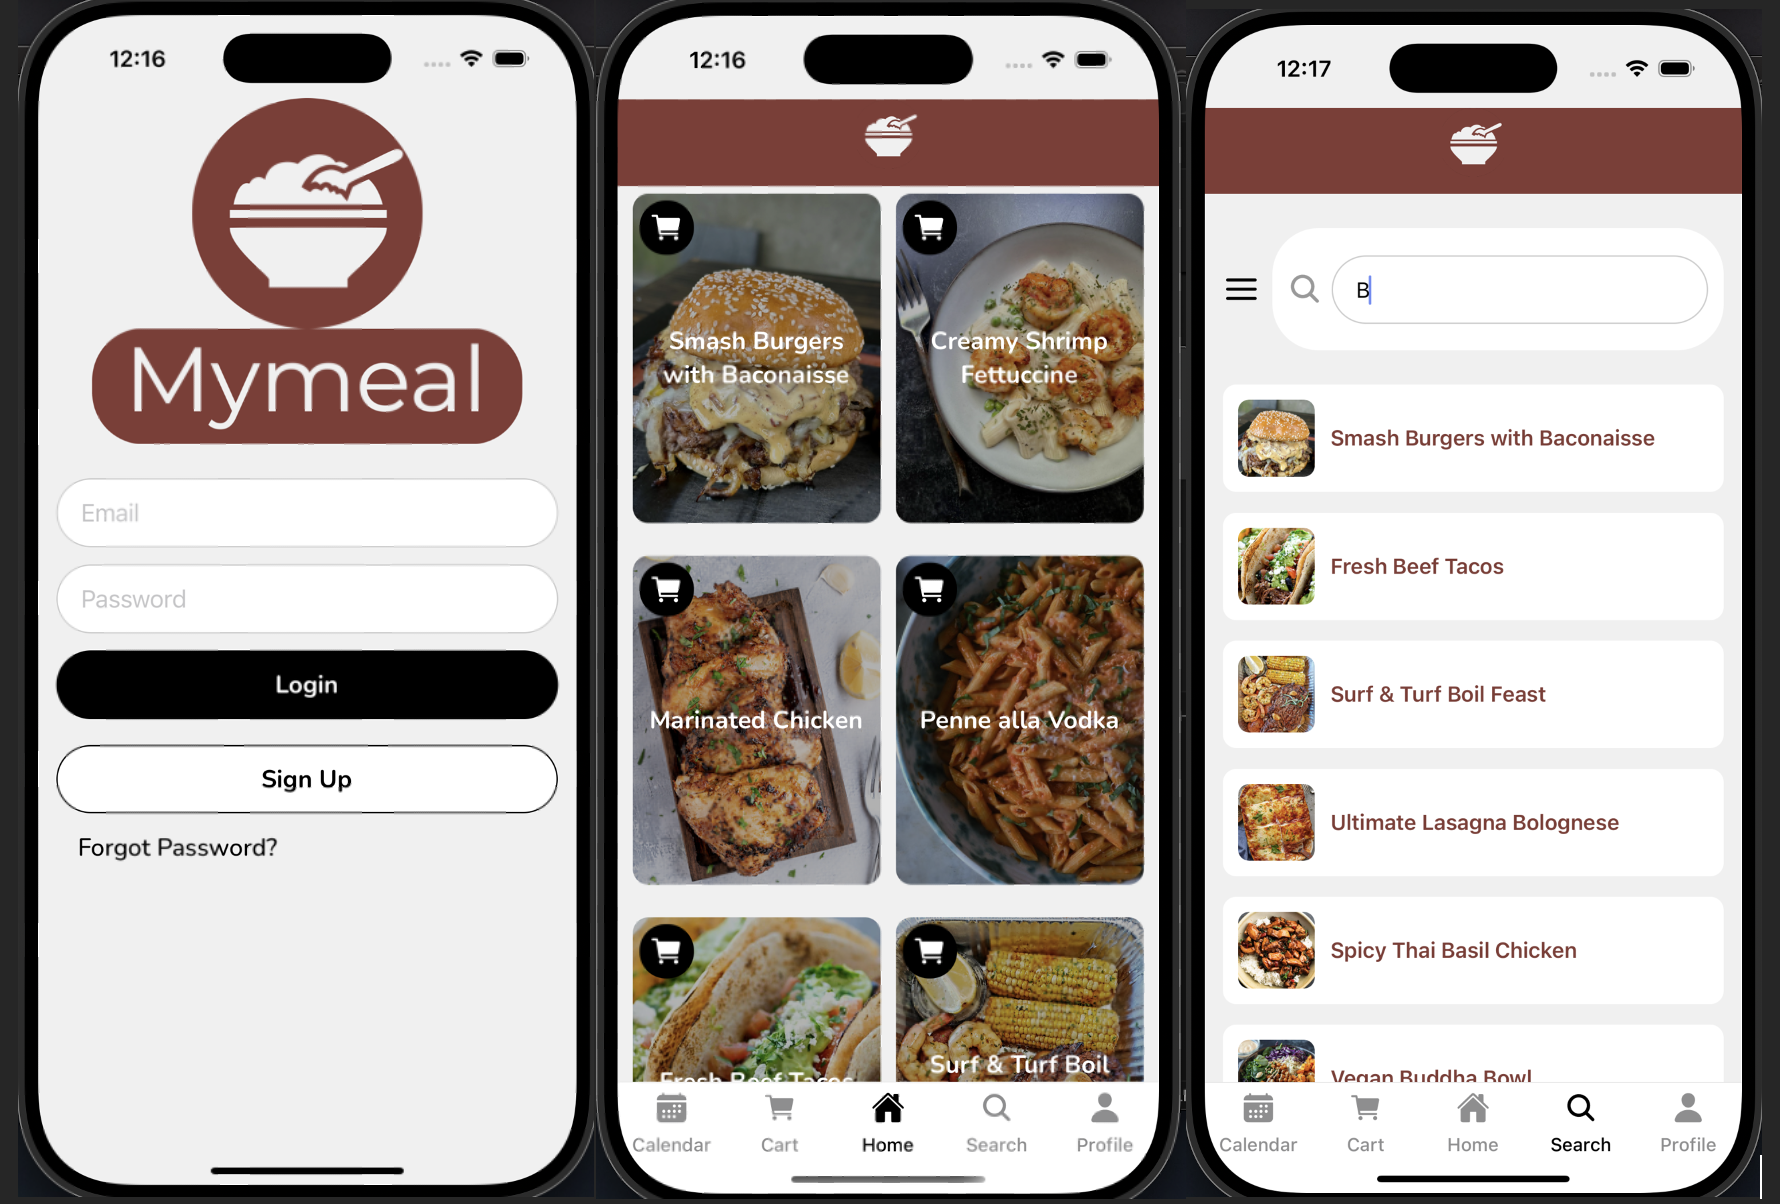 12:16
Mymeal
Email
Password
Login
Sign Up
Forgot Password?
12:16
Smash Burgers
with Baconaisse
Creamy Shrimp
Fettuccine
Marinated Chicken
Penne alla Vodka
Fresh Beef Tacos
Surf & Turf Boil
Calendar
Cart
Home
Search
Profile
12:17
B
Smash Burgers with Baconaisse
Fresh Beef Tacos
Surf & Turf Boil Feast
Ultimate Lasagna Bolognese
Spicy Thai Basil Chicken
Vegan Buddha Bowl
Calendar
Cart
Home
Search
Profile